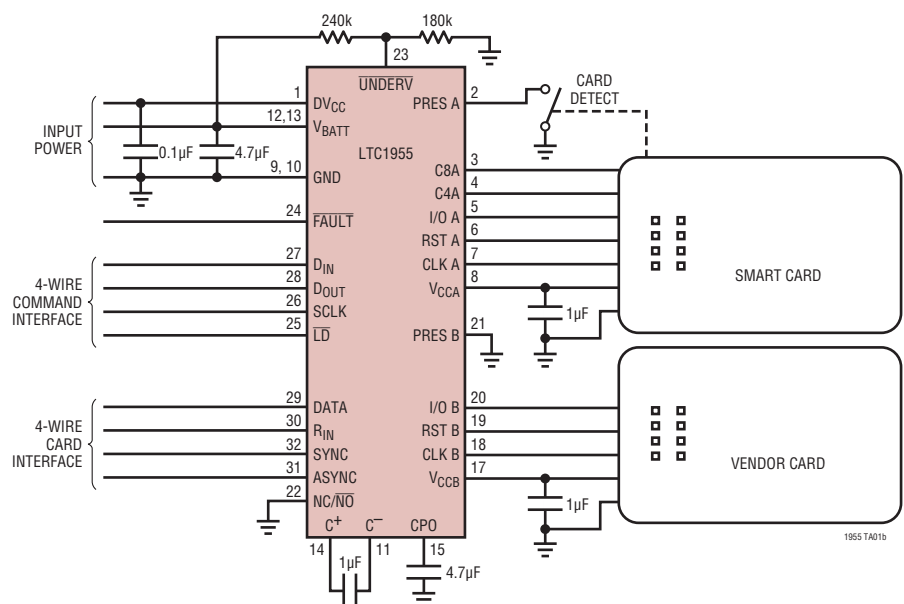 240k
180k
23
UNDERV
1
DVCC
PRES A
2
CARD
DETECT
12,13
VBATT
INPUT
POWER
0.1µF
4.7µF
LTC1955
9, 10
GND
C8A
3
C4A
4
24
FAULT
I/O A
5
RST A
6
27
DIN
CLK A
7
28
DOUT
VCCA
8
4-WIRE
COMMAND
INTERFACE
26
SCLK
25
LD
1µF
SMART CARD
PRES B
21
29
DATA
I/O B
20
30
RIN
RST B
19
4-WIRE
CARD
INTERFACE
32
SYNC
CLK B
18
31
ASYNC
VCCB
17
VENDOR CARD
22
NC/NO
1µF
C+
C–
CPO
14
11
15
1µF
4.7µF
1955 TA01b